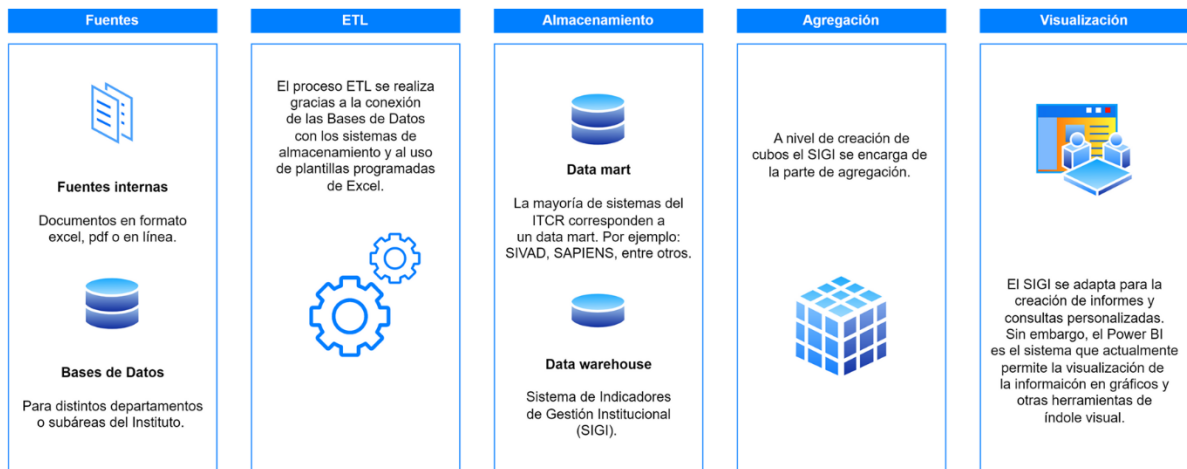 Fuentes
Fuentes internas
Documentos en formato
excel, pdf o en línea.
Bases de Datos
Para distintos departamentos
o subáreas del Instituto.
ETL
El proceso ETL se realiza
gracias a la conexión
de las Bases de Datos
con los sistemas de
almacenamiento y al uso
de plantillas programadas
de Excel.
Almacenamiento
Data mart
La mayoría de sistemas del
ITCR corresponden a
un data mart. Por ejemplo:
SIVAD, SAPIENS, entre otros.
Data warehouse
Sistema de Indicadores
de Gestión Institucional
(SIGI).
Agregación
A nivel de creación de
cubos el SIGI se encarga de
la parte de agregación.
Visualización
El SIGI se adapta para la
creación de informes y
consultas personalizadas.
Sin embargo, el Power BI
es el sistema que actualmente
permite la visualización de
la informaicón en gráficos y
otras herramientas de
índole visual.